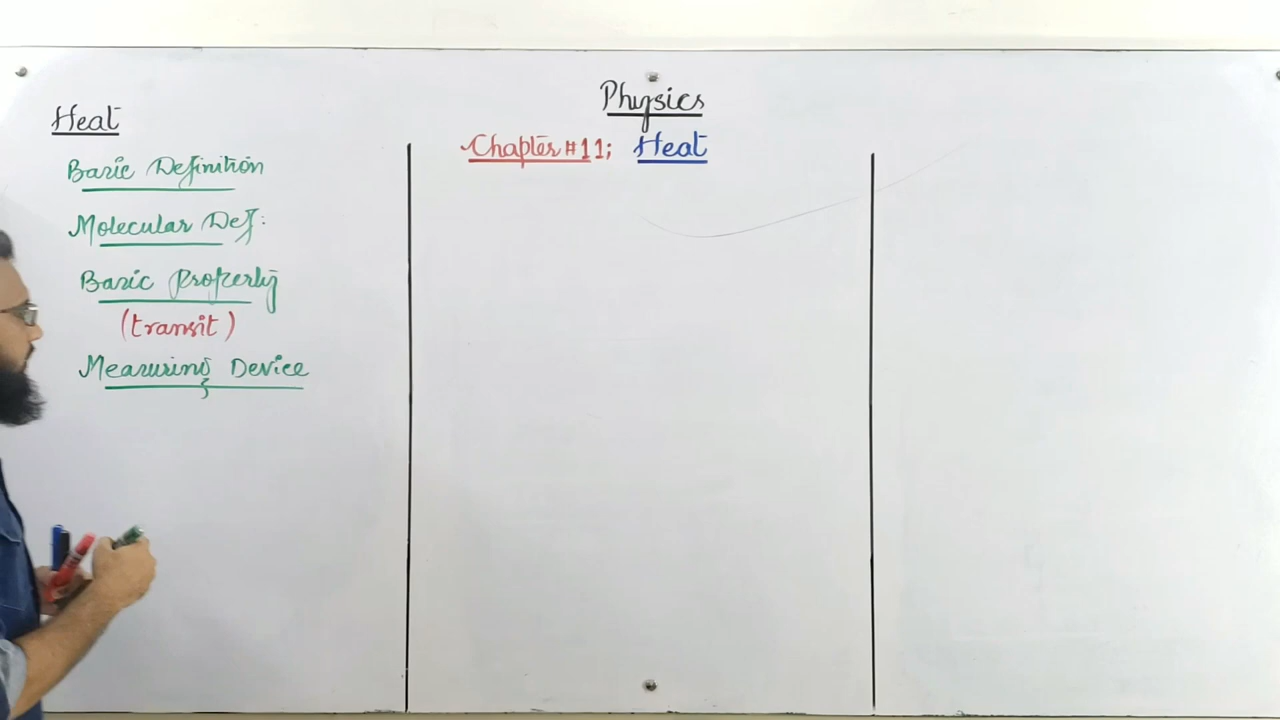 Physics
Chapter #11; Heat
Heat
Basic Definition
Molecular Def:
Basic Property
(transit)
Measuring Device